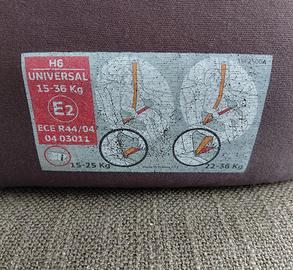 H6
UNIVERSAL
15-36 Kg
E2
ECE R44/04
04 03011
15-25 Kg
22-36 Kg